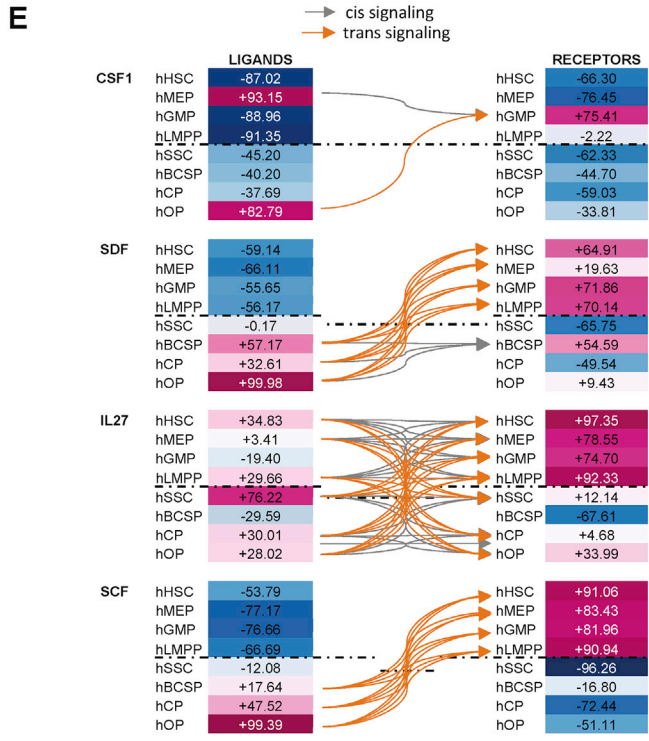 E
cis signaling
trans signaling
LIGANDS RECEPTORS
CSF1 hHSC -87.02 hHSC -66.30
hMEP +93.15 hMEP -76.45
hGMP -88.96 hGMP +75.41
hLMPP -91.35 hLMPP -2.22
hSSC -45.20 hSSC -62.33
hBCSP -40.20 hBCSP -44.70
hCP -37.69 hCP -59.03
hOP +82.79 hOP -33.81
SDF hHSC -59.14 hHSC +64.91
hMEP -66.11 hMEP +19.63
hGMP -55.65 hGMP +71.86
hLMPP -56.17 hLMPP +70.14
hSSC -0.17 hSSC -65.75
hBCSP +57.17 hBCSP +54.59
hCP +32.61 hCP -49.54
hOP +99.98 hOP +9.43
IL27 hHSC +34.83 hHSC +97.35
hMEP +3.41 hMEP +78.55
hGMP -19.40 hGMP +74.70
hLMPP +29.66 hLMPP +92.33
hSSC +76.22 hSSC +12.14
hBCSP -29.59 hBCSP -67.61
hCP +30.01 hCP +4.68
hOP +28.02 hOP +33.99
SCF hHSC -53.79 hHSC +91.06
hMEP -77.17 hMEP +83.43
hGMP -76.66 hGMP +81.96
hLMPP -66.69 hLMPP +90.94
hSSC -12.08 hSSC -96.26
hBCSP +17.64 hBCSP -16.80
hCP +47.52 hCP -72.44
hOP +99.39 hOP -51.11